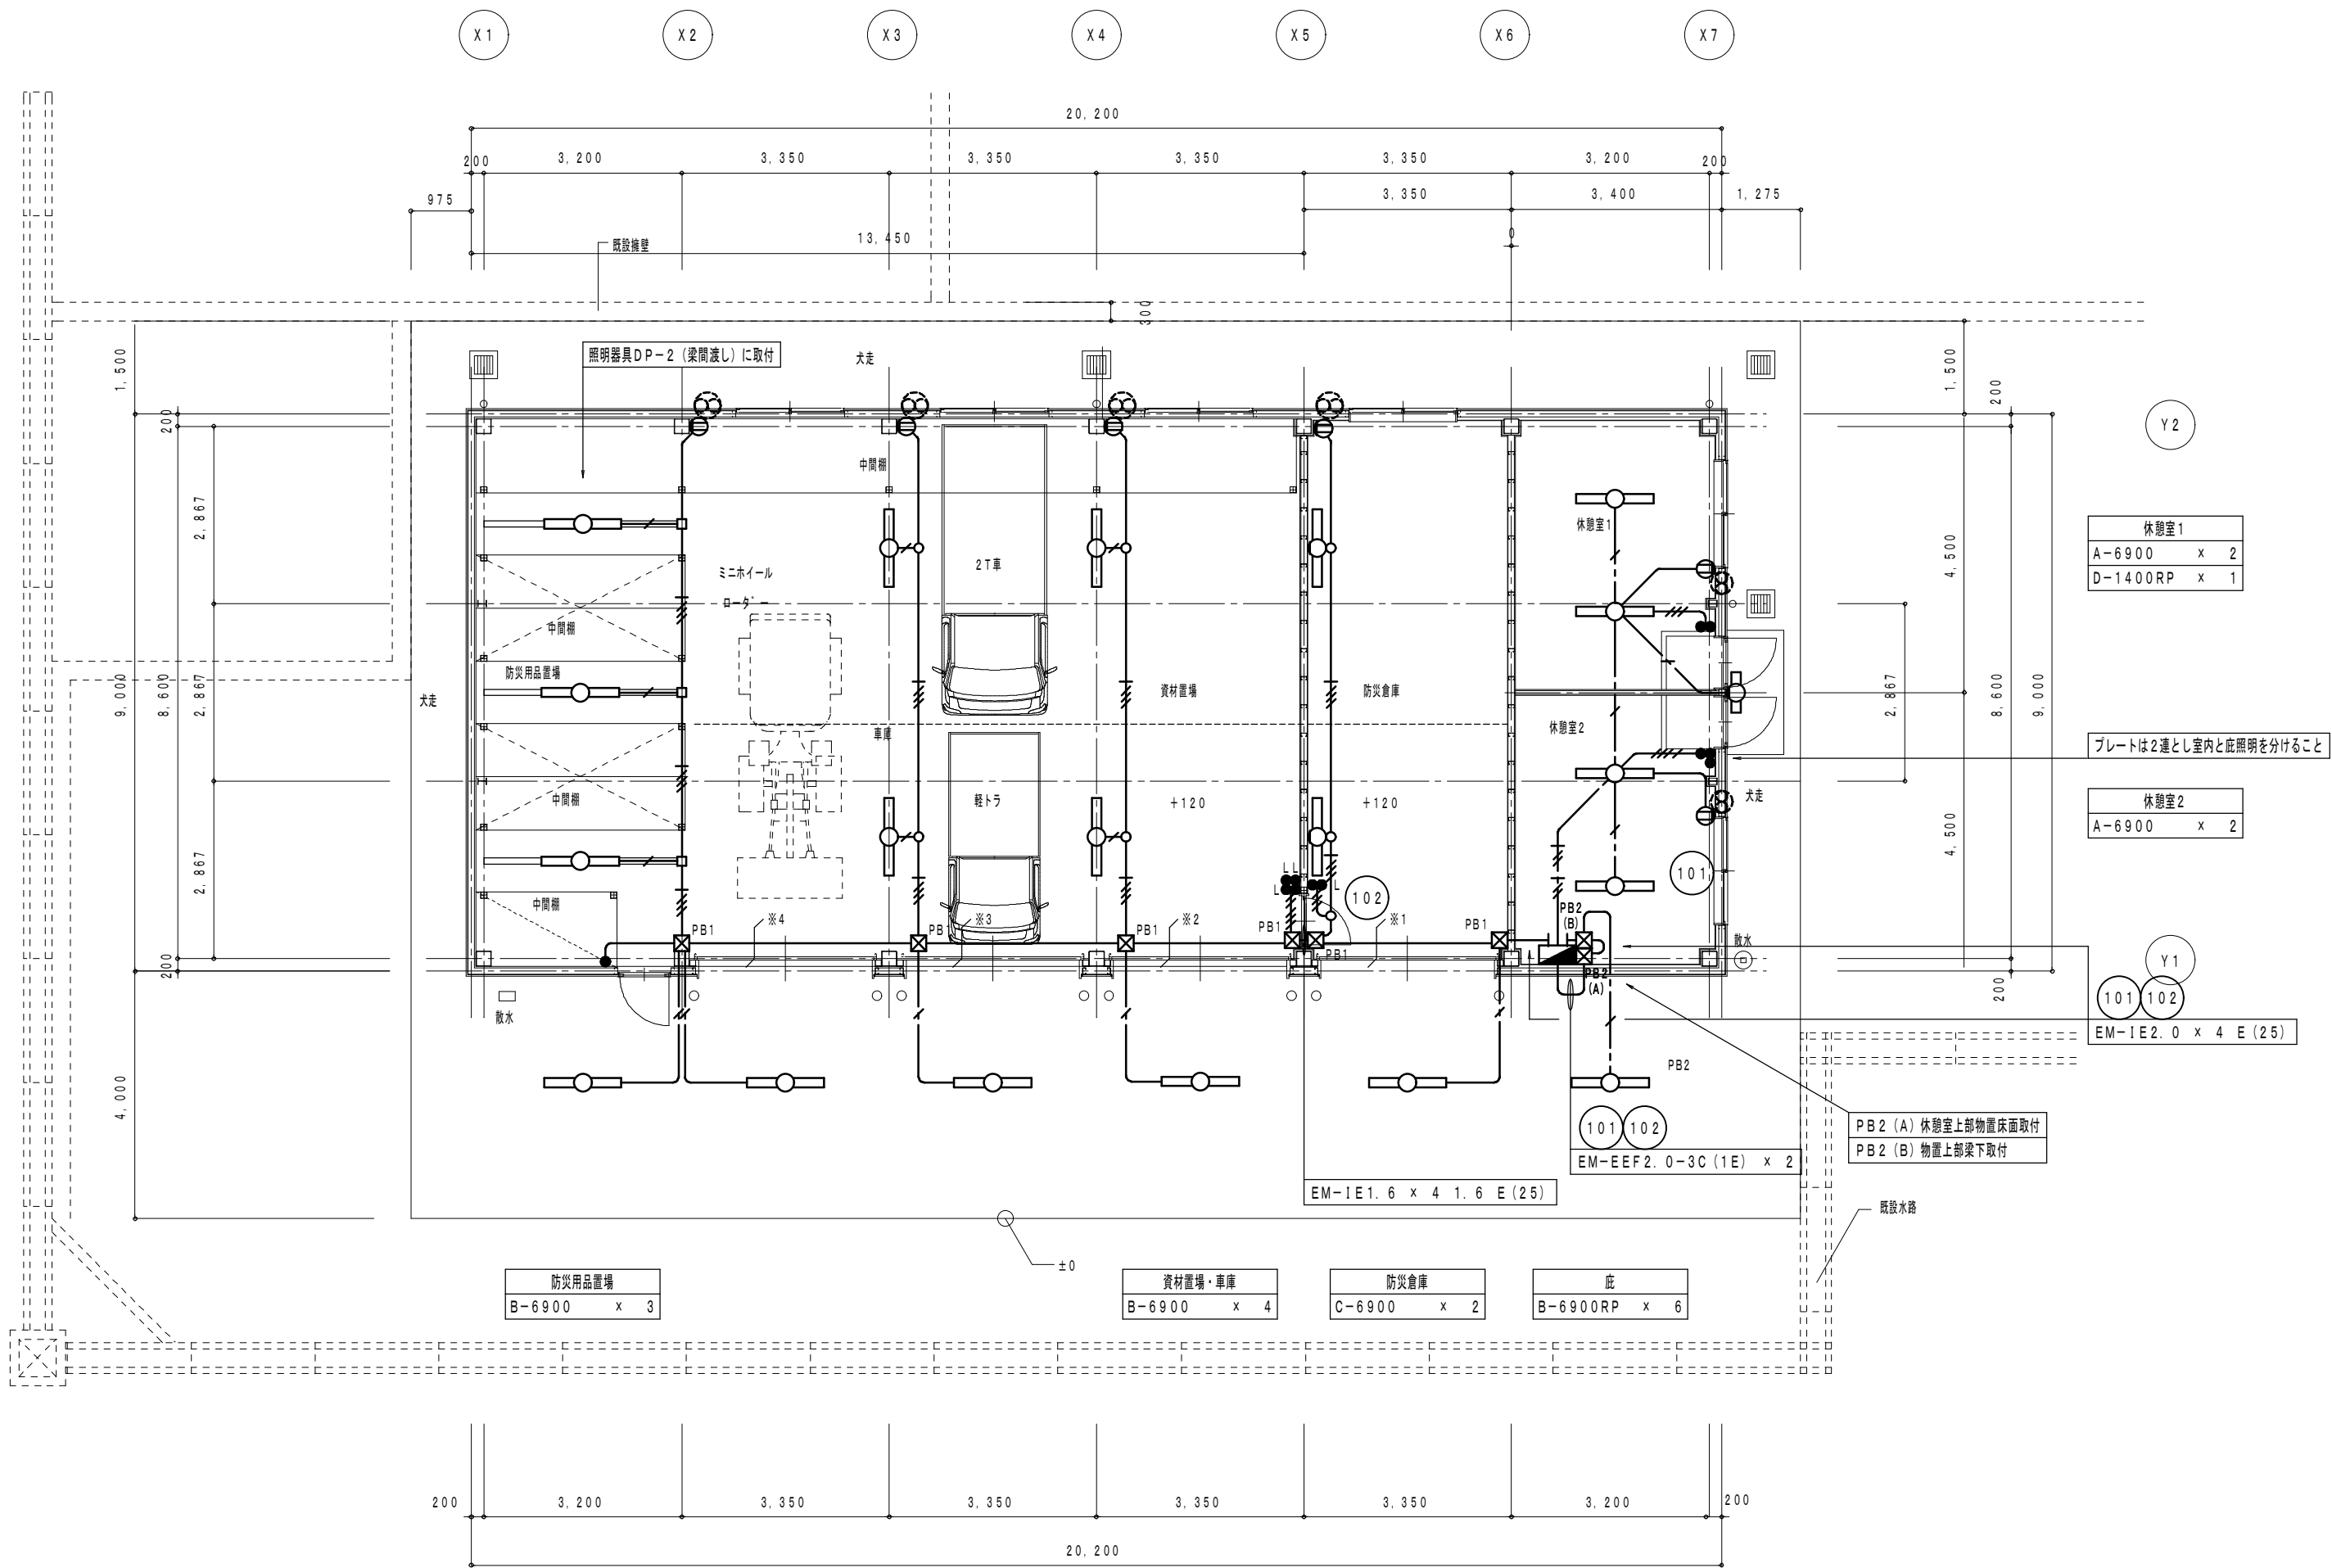 X1
X2
X3
X4
X5
X6
X7
20,200
200
3,200
3,350
3,350
3,350
3,350
3,200
200
975
3,350
3,400
1,275
13,450
0
既設擁壁
300
照明器具DP-2(梁間渡し)に取付
犬走
1,500
200
1,500
200
Y2
中間棚
2,867
休憩室1
4,500
休憩室1
A-6900 × 2
D-1400RP × 1
2T車
ミニホイール
ローダー
中間棚
防災用品置場
犬走
9,000
8,600
2,867
資材置場
防災倉庫
車庫
休憩室2
2,867
8,600
9,000
プレートは2連とし室内と庇照明を分けること
中間棚
軽トラ
+120
+120
犬走
休憩室2
A-6900 × 2
4,500
2,867
中間棚
L L
L
L
102
101
※4
※3
※2
※1
PB1
PB1
PB1
PB1
PB1
PB1
PB2
(B)
散水
PB2
(A)
200
200
Y1
101
102
EM-IE2.0 × 4 E(25)
散水
PB2
4,000
101
102
EM-EEF2.0-3C(1E) × 2
PB2(A)休憩室上部物置床面取付
PB2(B)物置上部梁下取付
EM-IE1.6 × 4 1.6 E(25)
既設水路
±0
防災用品置場
B-6900 × 3
資材置場・車庫
B-6900 × 4
防災倉庫
C-6900 × 2
庇
B-6900RP × 6
200
3,200
3,350
3,350
3,350
3,350
3,200
200
20,200